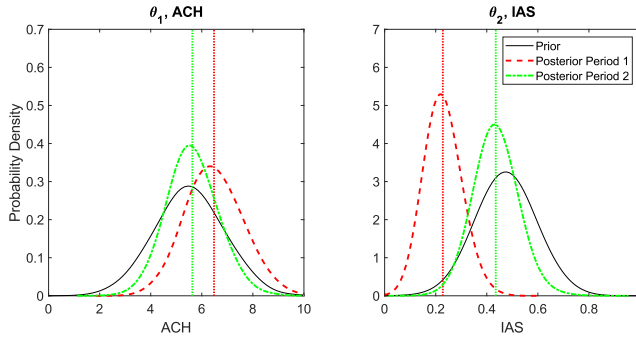 θ1, ACH
Probability Density
0.7
0.6
0.5
0.4
0.3
0.2
0.1
0
0 2 4 6 8 10
ACH
θ2, IAS
7
6
5
4
3
2
1
0
0 0.2 0.4 0.6 0.8
IAS
Prior
Posterior Period 1
Posterior Period 2